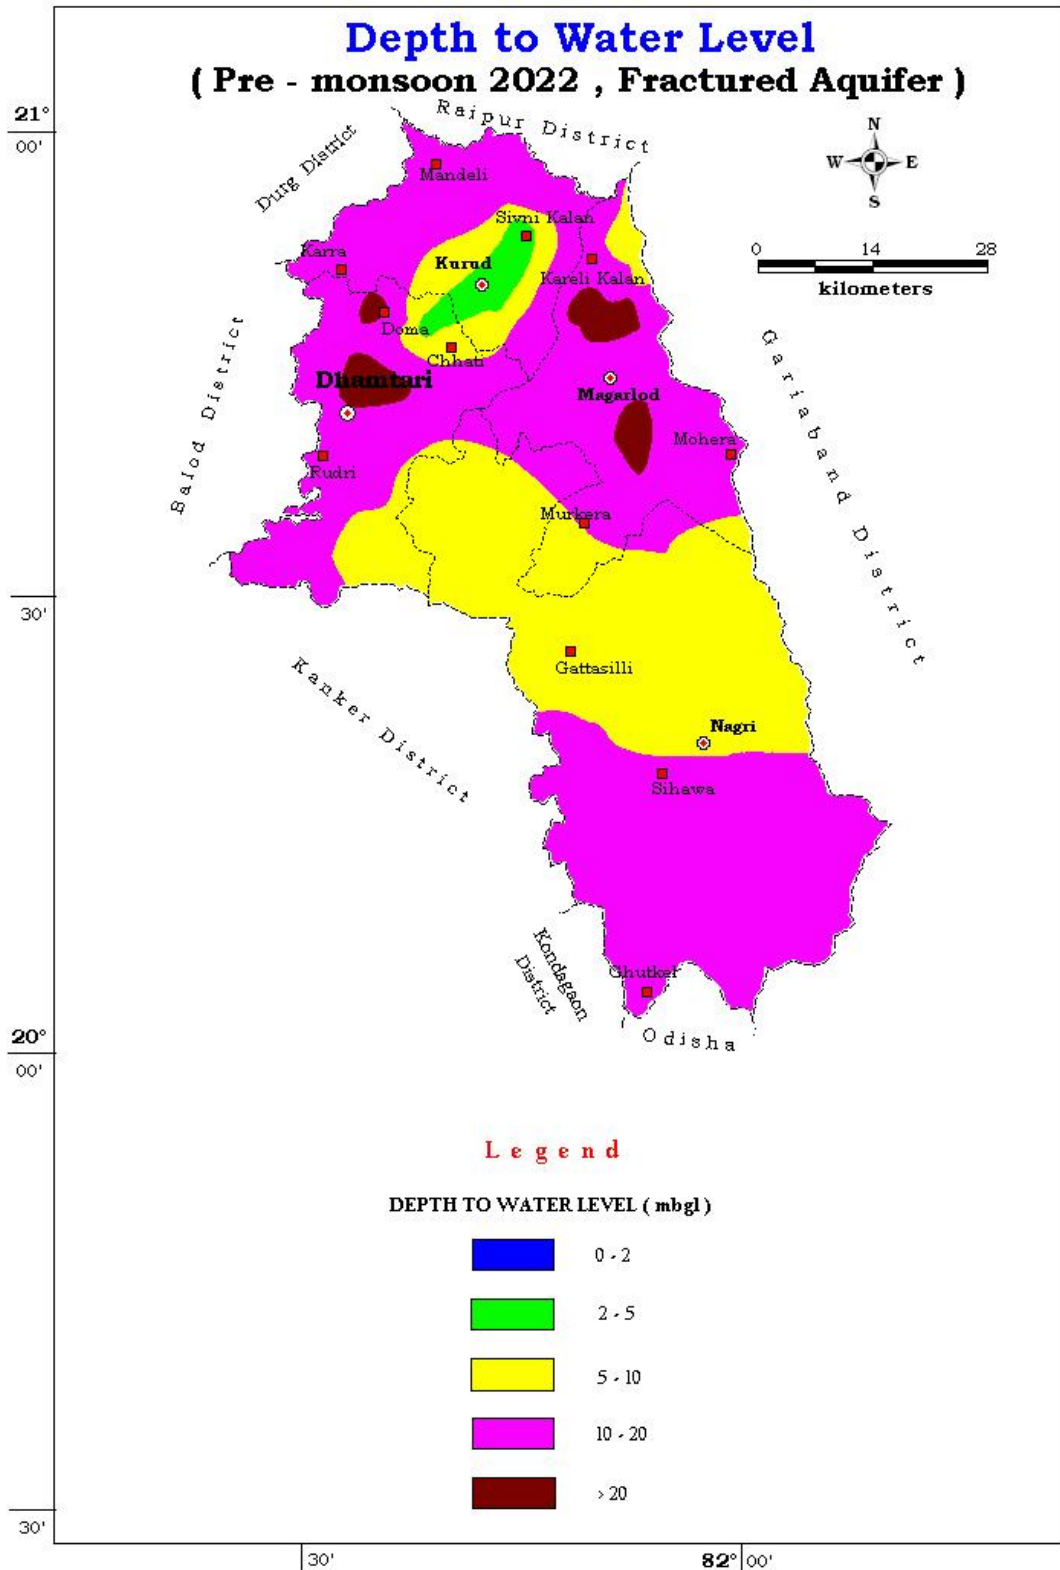 Depth to Water Level
( Pre - monsoon 2022 , Fractured Aquifer )
21°
00'
Raipur District
Durg District
N
W E
S
Mandeli
Sivni Kalan
Karra
Kurud
Kareli Kalan
0 14 28
kilometers
Doma
Chhati
Dhamtari
Magarlod
Balod District
Gariaband District
Mohera
Rudri
Murkera
30'
Gattasilli
Kanker District
Nagri
Sihawa
Kondagaon
District
Ghutkel
Odisha
20°
00'
Legend
DEPTH TO WATER LEVEL ( mbgl )
0 - 2
2 - 5
5 - 10
10 - 20
> 20
30'
30' 82° 00'